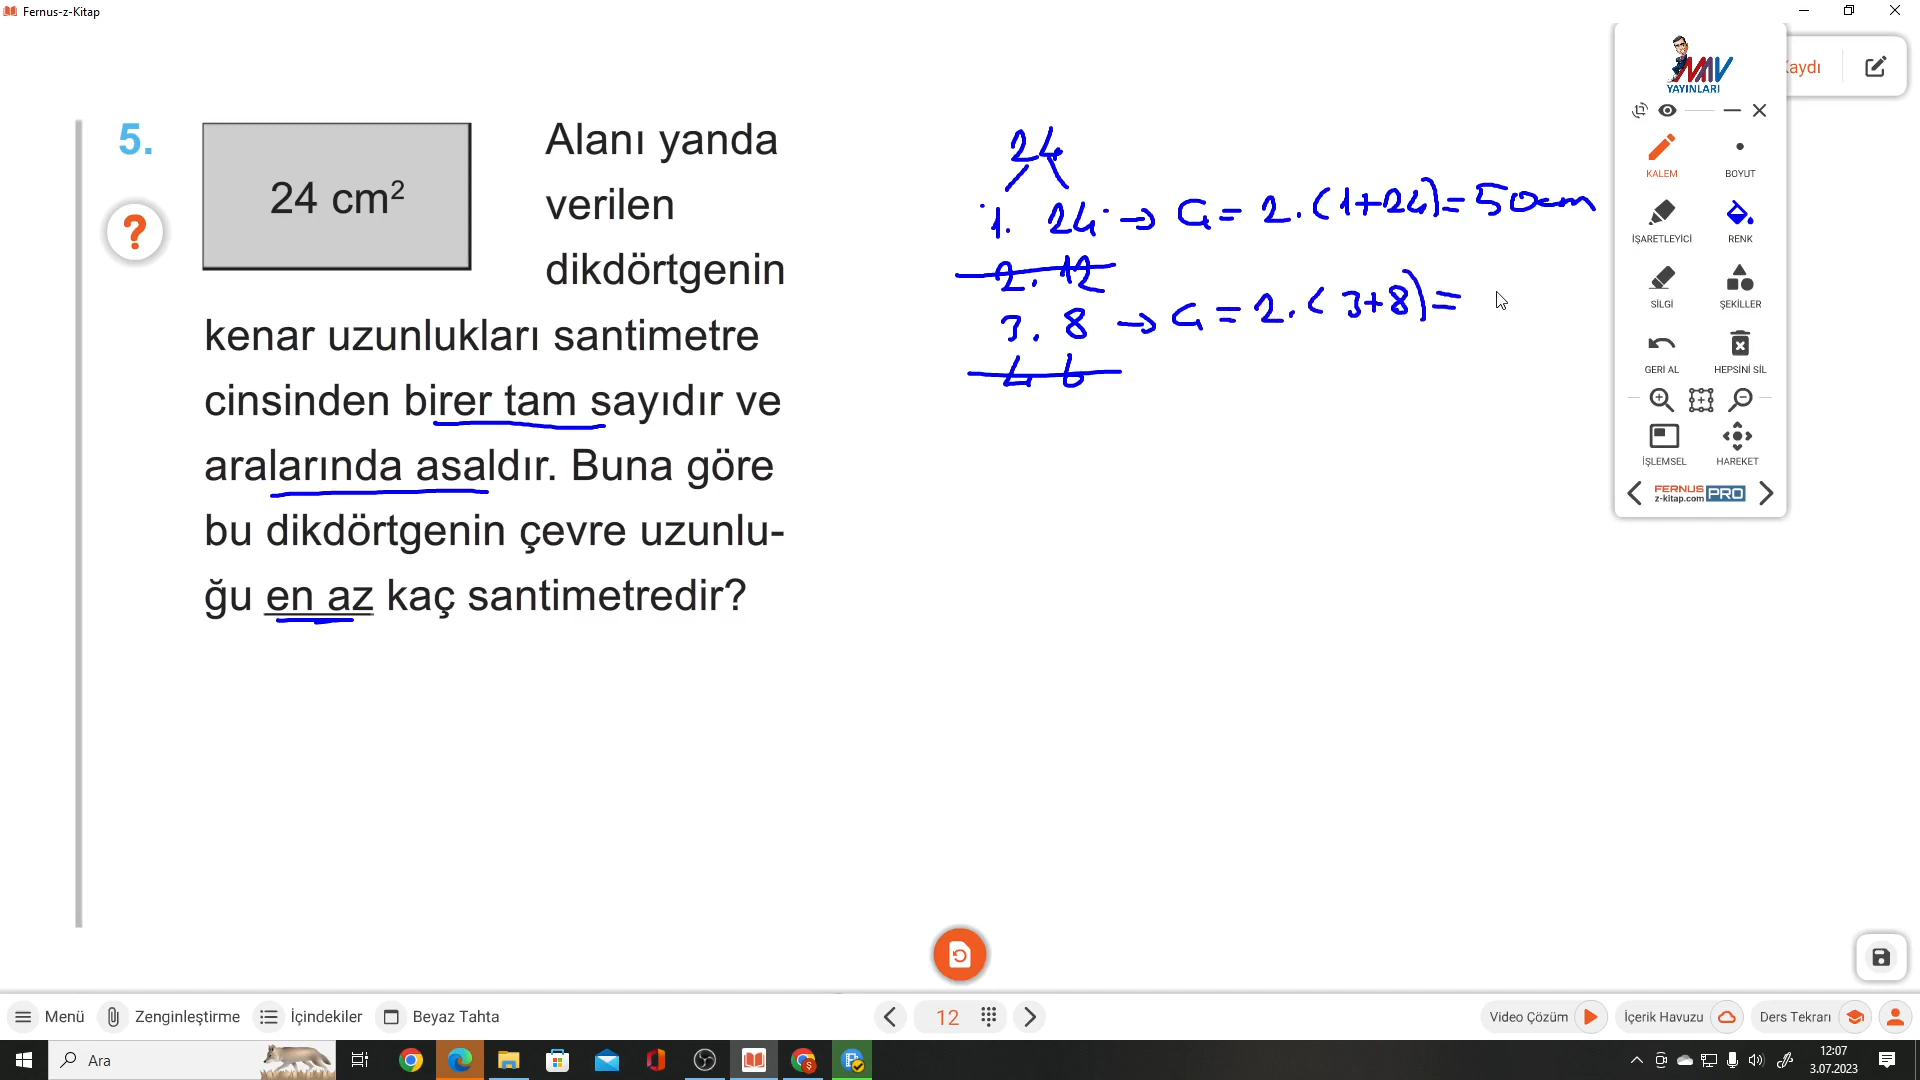 Fernus-z-Kitap
5.
24 cm²
Alanı yanda
verilen
dikdörtgenin
kenar uzunlukları santimetre
cinsinden birer tam sayıdır ve
aralarında asaldır. Buna göre
bu dikdörtgenin çevre uzunlu-
ğu en az kaç santimetredir?
?
24
1. 24 → Ç = 2.(1+24) = 50cm
2. 12
3. 8 → Ç = 2.(3+8) =
4 6
MAV
YAYINLARI
Kaydı
KALEM
BOYUT
İŞARETLEYİCİ
RENK
SİLGİ
ŞEKİLLER
GERİ AL
HEPSİNİ SİL
İŞLEMSEL
HAREKET
FERNUS
z-kitap.com PRO
Menü
Zenginleştirme
İçindekiler
Beyaz Tahta
12
Video Çözüm
İçerik Havuzu
Ders Tekrarı
Ara
12:07
3.07.2023